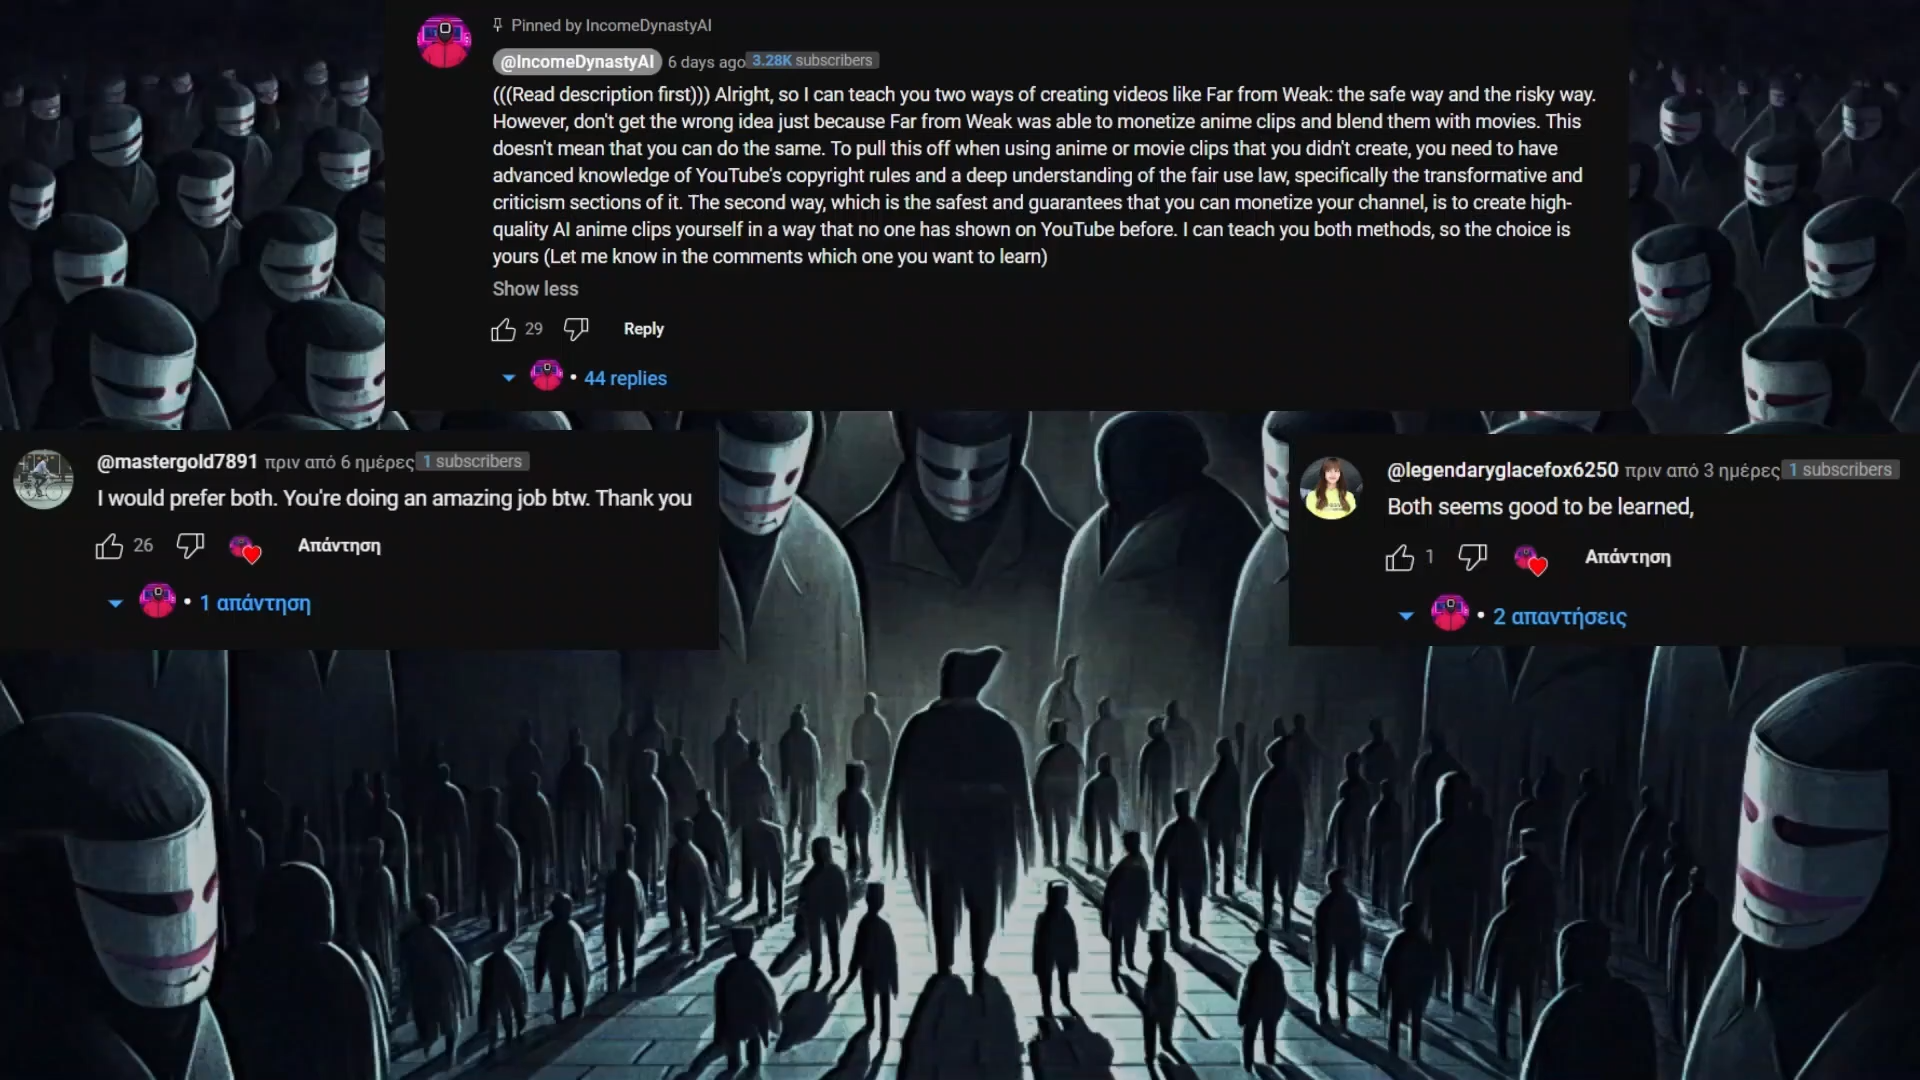 Pinned by IncomeDynastyAI
@IncomeDynastyAI 6 days ago 3.28K subscribers
(((Read description first))) Alright, so I can teach you two ways of creating videos like Far from Weak: the safe way and the risky way.
However, don't get the wrong idea just because Far from Weak was able to monetize anime clips and blend them with movies. This
doesn't mean that you can do the same. To pull this off when using anime or movie clips that you didn't create, you need to have
advanced knowledge of YouTube's copyright rules and a deep understanding of the fair use law, specifically the transformative and
criticism sections of it. The second way, which is the safest and guarantees that you can monetize your channel, is to create high-
quality AI anime clips yourself in a way that no one has shown on YouTube before. I can teach you both methods, so the choice is
yours (Let me know in the comments which one you want to learn)
Show less
29 Reply
• 44 replies
@mastergold7891 πριν από 6 ημέρες 1 subscribers
I would prefer both. You're doing an amazing job btw. Thank you
26 Απάντηση
• 1 απάντηση
@legendaryglacefox6250 πριν από 3 ημέρες 1 subscribers
Both seems good to be learned,
1 Απάντηση
• 2 απαντήσεις